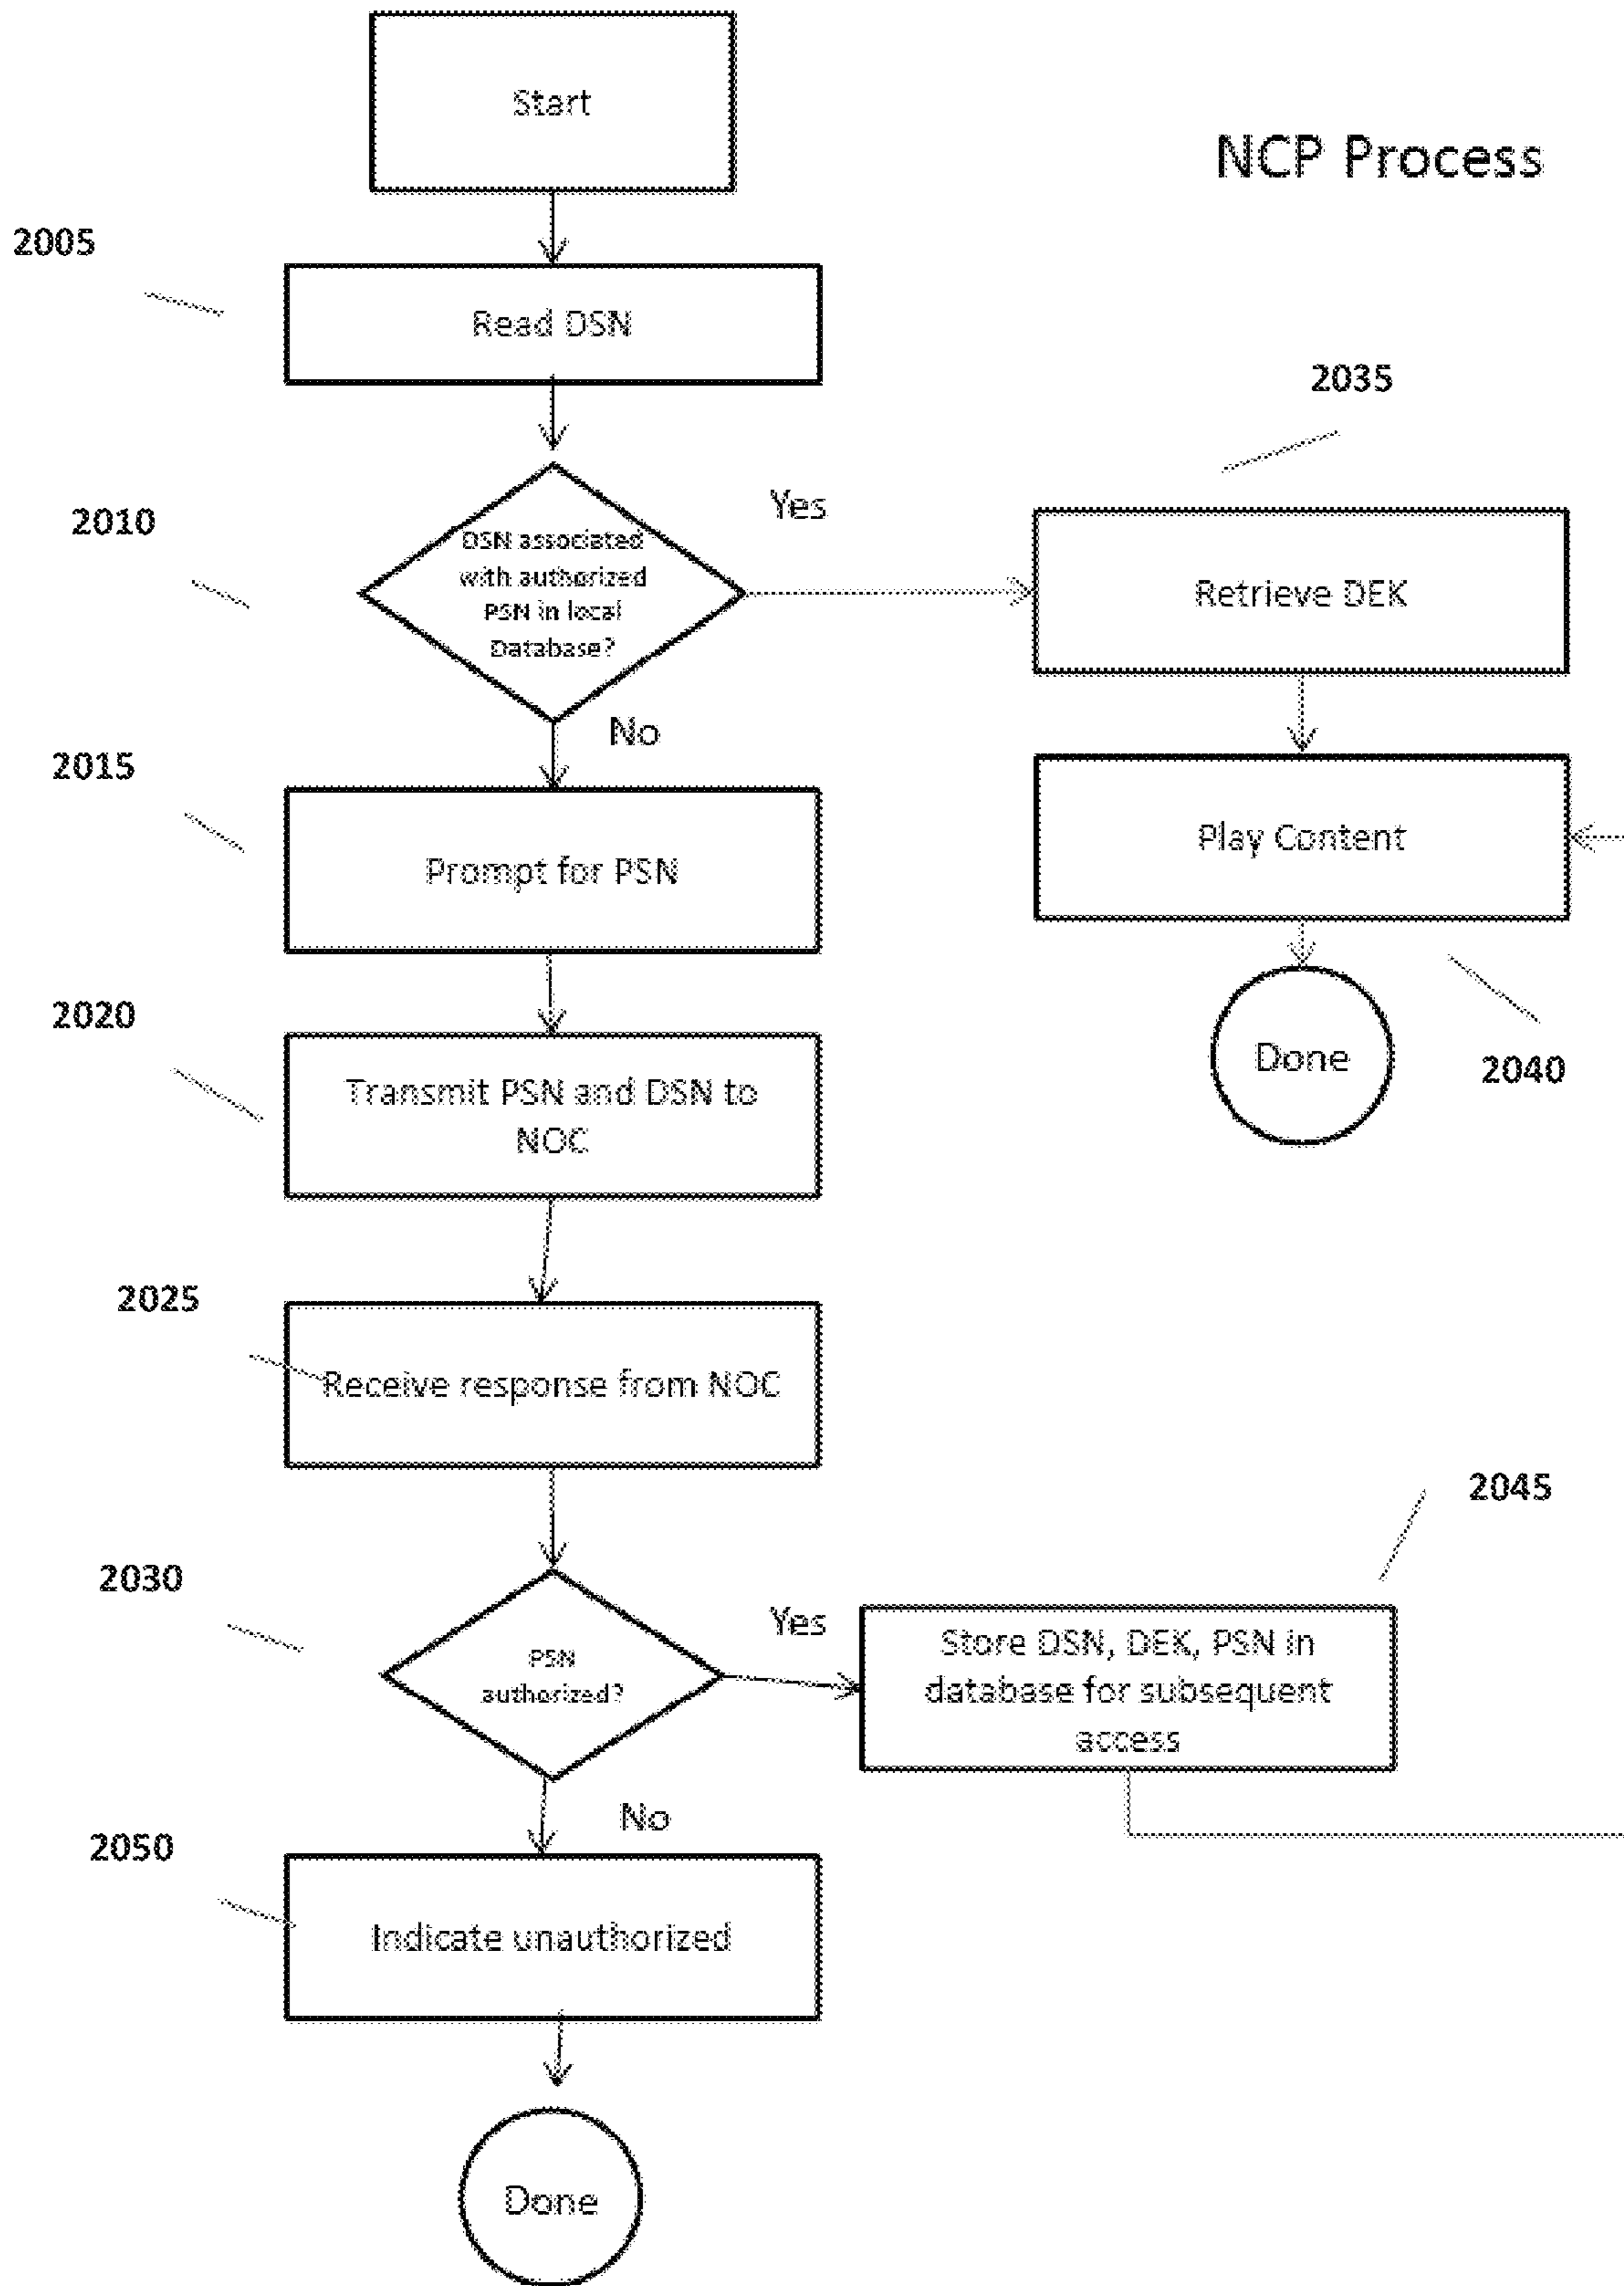 Start
NCP Process
2005
Read DSN
2035
2010
Yes
DSN associated
with authorized
PSN in local
Database?
Retrieve DEK
No
2015
Prompt for PSN
Play Content
2020
Transmit PSN and DSN to
NOC
Done
2040
2025
Receive response from NOC
2045
2030
Yes
PSN
authorized?
Store DSN, DEK, PSN in
database for subsequent
access
No
2050
Indicate unauthorized
Done